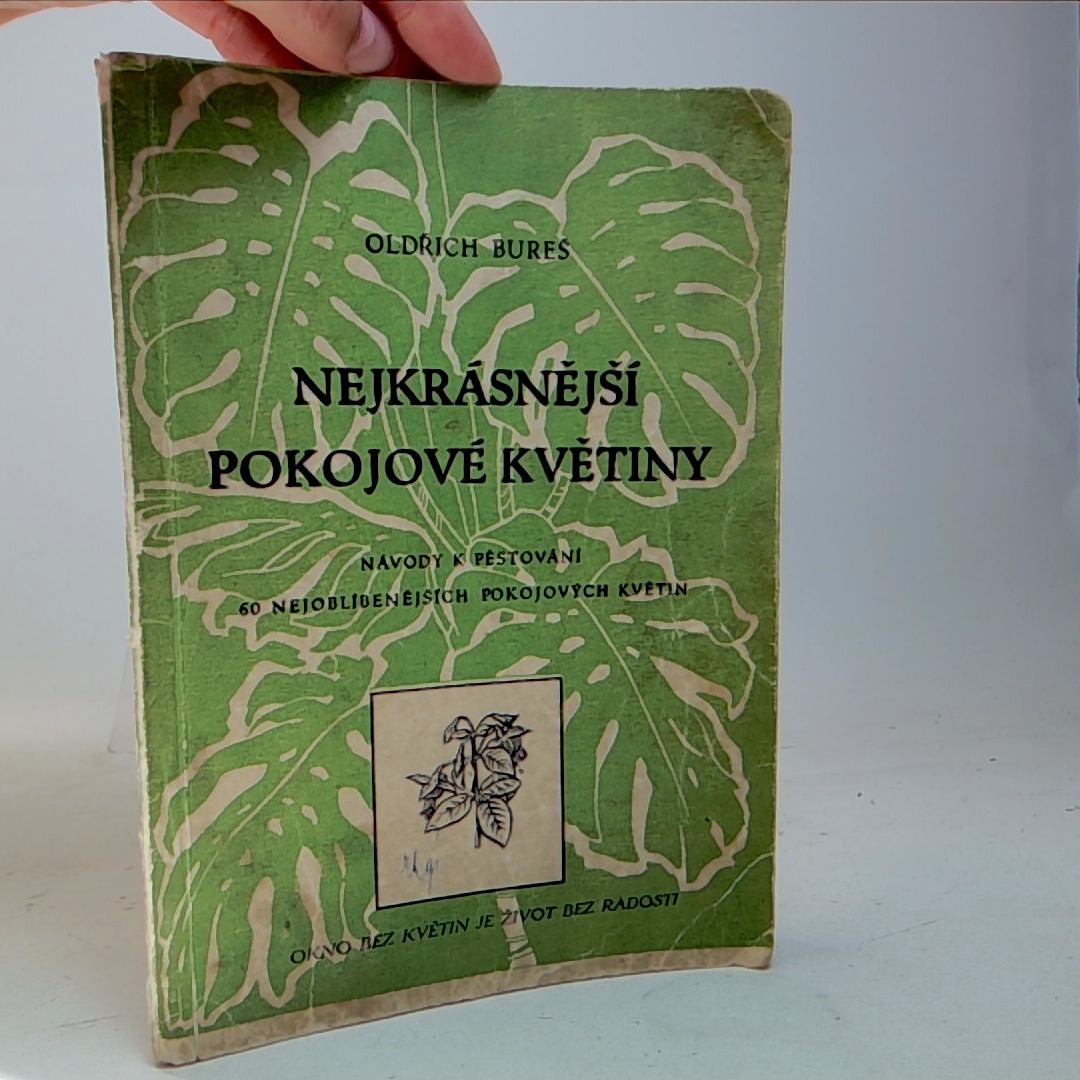 OLDŘICH BUREŠ
NEJKRÁSNĚJŠÍ
POKOJOVÉ KVĚTINY
NÁVODY K PĚSTOVÁNÍ
60 NEJOBLÍBENĚJŠÍCH POKOJOVÝCH KVĚTIN
OKNO BEZ KVĚTIN JE ŽIVOT BEZ RADOSTI